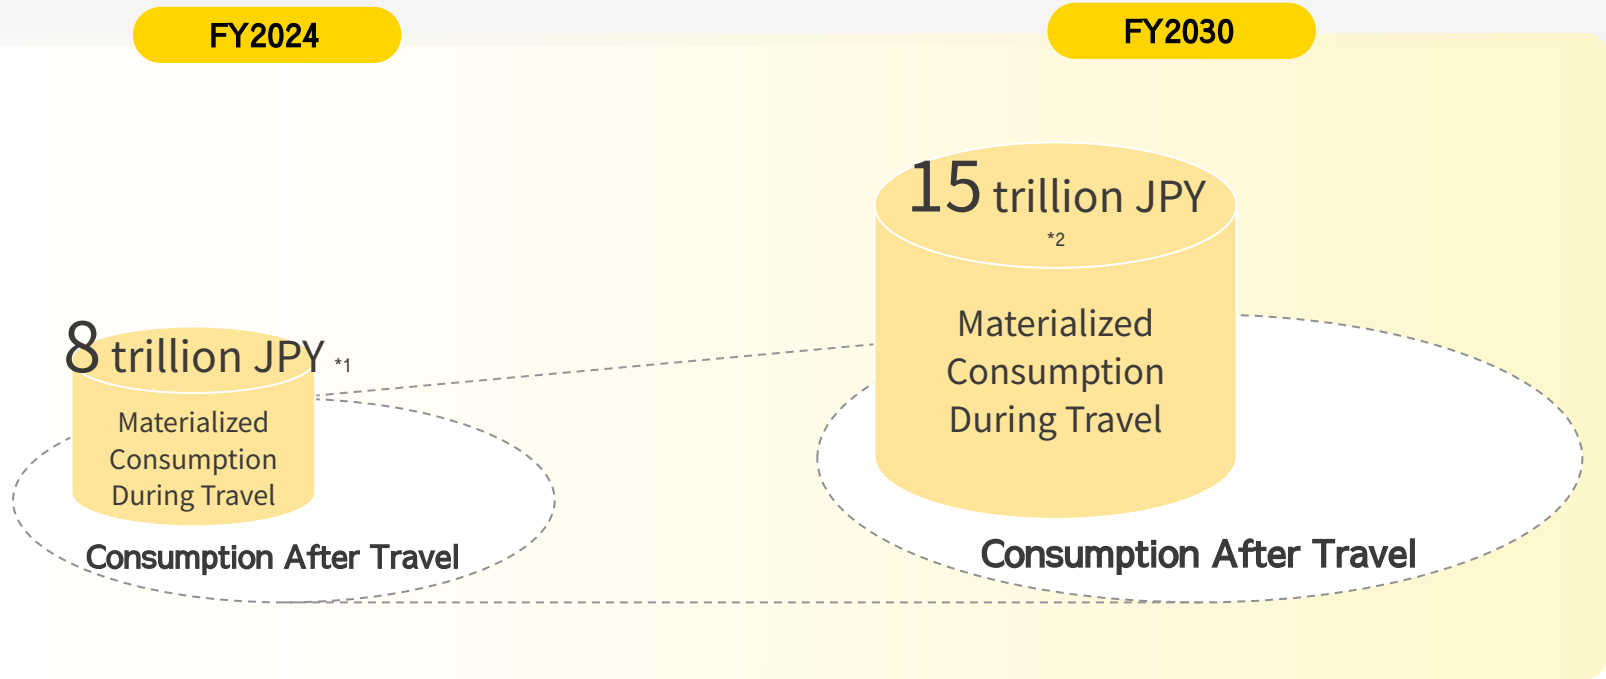 FY2024
FY2030
15 trillion JPY
*2
Materialized
Consumption
During Travel
8 trillion JPY *1
Materialized
Consumption
During Travel
Consumption After Travel
Consumption After Travel